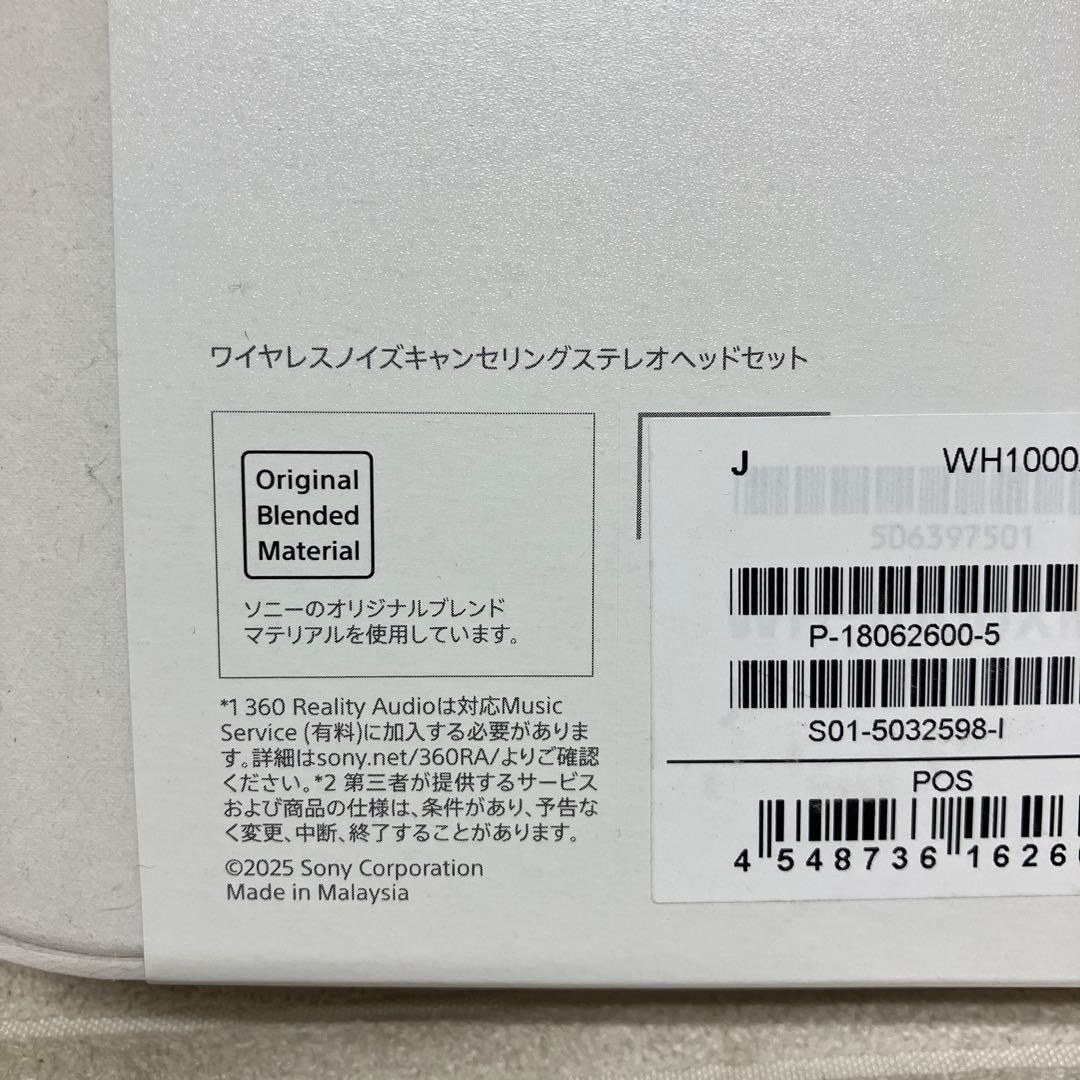 ワイヤレスノイズキャンセリングステレオヘッドセット
Original
Blended
Material
ソニーのオリジナルブレンド
マテリアルを使用しています。
*1 360 Reality Audioは対応Music
Service (有料)に加入する必要がありま
す。詳細はsony.net/360RA/よりご確認
ください。*2 第三者が提供するサービス
および商品の仕様は、条件があり、予告な
く変更、中断、終了することがあります。
©2025 Sony Corporation
Made in Malaysia
J WH1000
506397501
P-18062600-5
S01-5032598-I
POS
4 548736 1626